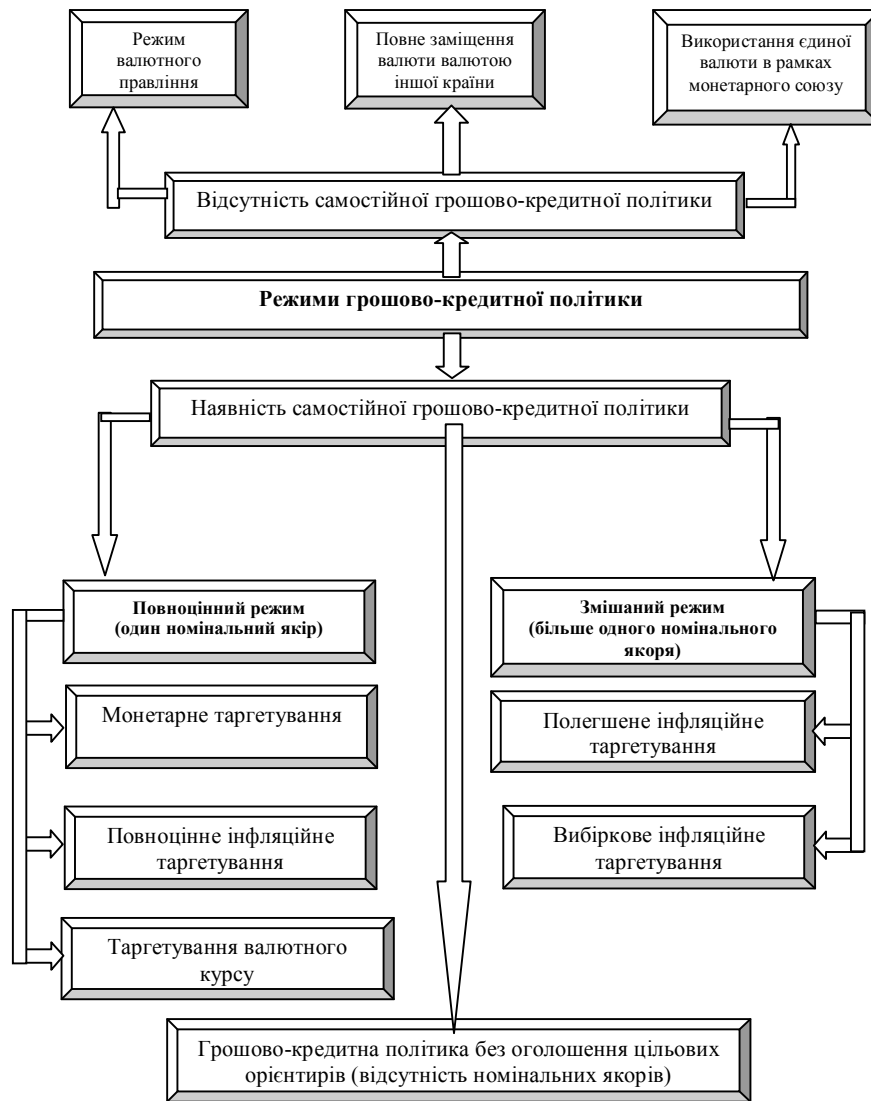 Режим
валютного
правління
Повне заміщення
валюти валютою
іншої країни
Використання єдиної
валюти в рамках
монетарного союзу
Відсутність самостійної грошово-кредитної політики
Режими грошово-кредитної політики
Наявність самостійної грошово-кредитної політики
Повноцінний режим
(один номінальний якір)
Змішаний режим
(більше одного номінального
якоря)
Монетарне таргетування
Полегшене інфляційне
таргетування
Повноцінне інфляційне
таргетування
Вибіркове інфляційне
таргетування
Таргетування валютного
курсу
Грошово-кредитна політика без оголошення цільових
орієнтирів (відсутність номінальних якорів)